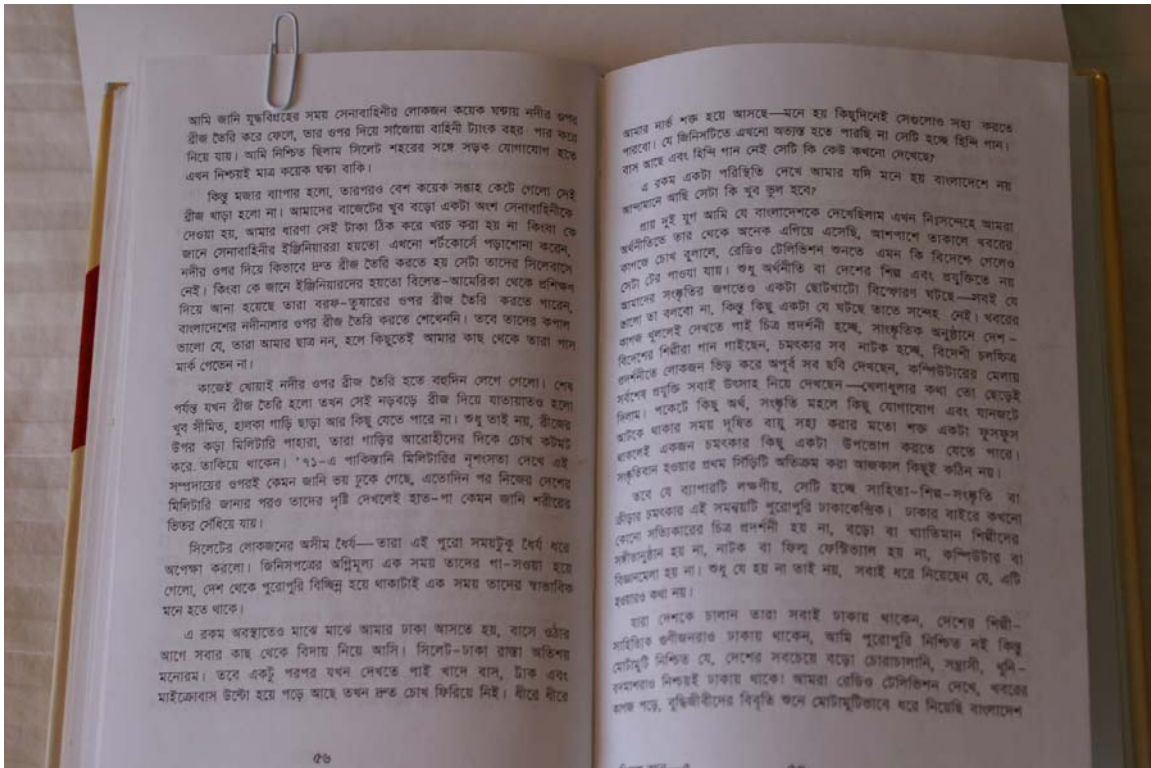 আমি জানি যুদ্ধবিগ্রহের সময় সেনাবাহিনীর লোকজন কয়েক ঘন্টায় নদীর ওপর
ব্রীজ তৈরি করে ফেলে, তার ওপর দিয়ে সাজোয়া বাহিনী ট্যাংক বহর পার করে
নিয়ে যায়। আমি নিশ্চিত ছিলাম সিলেট শহরের সঙ্গে সড়ক যোগাযোগ হতে
এখন নিশ্চয়ই মাত্র কয়েক ঘন্টা বাকি।
কিন্তু মজার ব্যাপার হলো, তারপরও বেশ কয়েক সপ্তাহ কেটে গেলো সেই
ব্রীজ খাড়া হলো না। আমাদের বাজেটের খুব বড়ো একটা অংশ সেনাবাহিনীকে
দেওয়া হয়, আমার ধারণা সেই টাকা ঠিক করে খরচ করা হয় না কিংবা কে
জানে সেনাবাহিনীর ইঞ্জিনিয়াররা হয়তো এখনো শর্টকোর্সে পড়াশোনা করেন,
নদীর ওপর দিয়ে কিভাবে দ্রুত ব্রীজ তৈরি করতে হয় সেটা তাদের সিলেবাসে
নেই। কিংবা কে জানে ইঞ্জিনিয়ারদের হয়তো বিলেত-আমেরিকা থেকে প্রশিক্ষণ
দিয়ে আনা হয়েছে তারা বরফ-তুষারের ওপর ব্রীজ তৈরি করতে পারেন,
বাংলাদেশের নদীনালার ওপর ব্রীজ তৈরি করতে শেখেননি। তবে তাদের কপাল
ভালো যে, তারা আমার ছাত্র নন, হলে কিছুতেই আমার কাছ থেকে তারা পাস
মার্ক পেতেন না।
কাজেই খোয়াই নদীর ওপর ব্রীজ তৈরি হতে বহুদিন লেগে গেলো। শেষ
পর্যন্ত যখন ব্রীজ তৈরি হলো তখন সেই নড়বড়ে ব্রীজ দিয়ে যাতায়াতও হলো
খুব সীমিত, হালকা গাড়ি ছাড়া আর কিছু যেতে পারে না। শুধু তাই নয়, ব্রীজের
উপর কড়া মিলিটারি পাহারা, তারা গাড়ির আরোহীদের দিকে চোখ কটমট
করে তাকিয়ে থাকেন। '৭১-এ পাকিস্তানি মিলিটারির নৃশংসতা দেখে এই
সম্প্রদায়ের ওপরই কেমন জানি ভয় ঢুকে গেছে, এতোদিন পর নিজের দেশের
মিলিটারি জানার পরও তাদের দৃষ্টি দেখলেই হাত-পা কেমন জানি শরীরের
ভিতর সেঁধিয়ে যায়।
সিলেটের লোকজনের অসীম ধৈর্য—তারা এই পুরো সময়টুকু ধৈর্য ধরে
অপেক্ষা করলো। জিনিসপত্রের অগ্নিমূল্য এক সময় তাদের গা-সওয়া হয়ে
গেলো, দেশ থেকে পুরোপুরি বিচ্ছিন্ন হয়ে থাকাটাই এক সময় তাদের স্বাভাবিক
মনে হতে থাকে।
এ রকম অবস্থাতেও মাঝে মাঝে আমার ঢাকা আসতে হয়, বাসে ওঠার
আগে সবার কাছ থেকে বিদায় নিয়ে আসি। সিলেট-ঢাকা রাস্তা অতিশয়
মনোরম। তবে একটু পরপর যখন দেখতে পাই খাদে বাস, ট্রাক এবং
মাইক্রোবাস উল্টো হয়ে পড়ে আছে তখন দ্রুত চোখ ফিরিয়ে নিই। ধীরে ধীরে
৫৬
আমার নার্ভ শক্ত হয়ে আসছে—মনে হয় কিছুদিনেই সেগুলোও সহ্য করতে
পারবো। যে জিনিসটিতে এখনো অভ্যস্ত হতে পারছি না সেটি হচ্ছে হিন্দি গান।
বাস আছে এবং হিন্দি গান নেই সেটি কি কেউ কখনো দেখেছে?
এ রকম একটা পরিস্থিতি দেখে আমার যদি মনে হয় বাংলাদেশে নয়
আন্দামানে আছি সেটা কি খুব ভুল হবে?
প্রায় দুই যুগ আমি যে বাংলাদেশকে দেখেছিলাম এখন নিঃসন্দেহে আমরা
অর্থনীতিতে তার থেকে অনেক এগিয়ে এসেছি, আশপাশে তাকালে খবরের
কাগজে চোখ বুলালে, রেডিও টেলিভিশন শুনতে এমন কি বিদেশে গেলেও
সেটা টের পাওয়া যায়। শুধু অর্থনীতি বা দেশের শিল্প এবং প্রযুক্তিতে নয়
আমাদের সংস্কৃতির জগতেও একটা ছোটখাটো বিস্ফোরণ ঘটছে—সবই যে
ভালো তা বলবো না, কিন্তু কিছু একটা যে ঘটছে তাতে সন্দেহ নেই। খবরের
কাগজ খুললেই দেখতে পাই চিত্র প্রদর্শনী হচ্ছে, সাংস্কৃতিক অনুষ্ঠানে দেশ-
বিদেশের শিল্পীরা গান গাইছেন, চমৎকার সব নাটক হচ্ছে, বিদেশী চলচ্চিত্র
প্রদর্শনীতে লোকজন ভিড় করে অপূর্ব সব ছবি দেখছেন, কম্পিউটারের মেলায়
সর্বশেষ প্রযুক্তি সবাই উৎসাহ নিয়ে দেখছেন—খেলাধুলার কথা তো ছেড়েই
দিলাম। পকেটে কিছু অর্থ, সংস্কৃতি মহলে কিছু যোগাযোগ এবং যানজটে
আটকে থাকার সময় দূষিত বায়ু সহ্য করার মতো শক্ত একটা ফুসফুস
থাকলেই একজন চমৎকার কিছু একটা উপভোগ করতে যেতে পারে।
সংস্কৃতিবান হওয়ার প্রথম সিঁড়িটি অতিক্রম করা আজকাল কিছুই কঠিন নয়।
তবে যে ব্যাপারটি লক্ষণীয়, সেটি হচ্ছে সাহিত্য-শিল্প-সংস্কৃতি বা
ক্রীড়ার চমৎকার এই সমন্বয়টি পুরোপুরি ঢাকাকেন্দ্রিক। ঢাকার বাইরে কখনো
কোনো সত্যিকারের চিত্র প্রদর্শনী হয় না, বড়ো বা খ্যাতিমান শিল্পীদের
সঙ্গীতানুষ্ঠান হয় না, নাটক বা ফিল্ম ফেস্টিভ্যাল হয় না, কম্পিউটার বা
বিজ্ঞানমেলা হয় না। শুধু যে হয় না তাই নয়, সবাই ধরে নিয়েছেন যে, এটি
হওয়ারও কথা নয়।
যারা দেশকে চালান তারা সবাই ঢাকায় থাকেন, দেশের শিল্পী-
সাহিত্যিক গুণীজনরাও ঢাকায় থাকেন, আমি পুরোপুরি নিশ্চিত নই কিন্তু
মোটামুটি নিশ্চিত যে, দেশের সবচেয়ে বড়ো চোরাচালানি, সন্ত্রাসী, খুনি-
বদমাশরাও নিশ্চয়ই ঢাকায় থাকে! আমরা রেডিও টেলিভিশন দেখে, খবরের
কাগজ পড়ে, বুদ্ধিজীবীদের বিবৃতি শুনে মোটামুটিভাবে ধরে নিয়েছি বাংলাদেশ